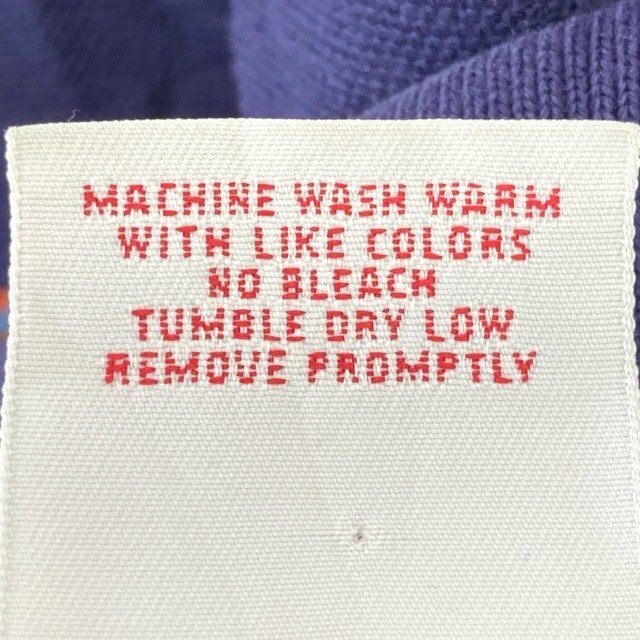 MACHINE WASH WARM
WITH LIKE COLORS
NO BLEACH
TUMBLE DRY LOW
REMOVE PROMPTLY